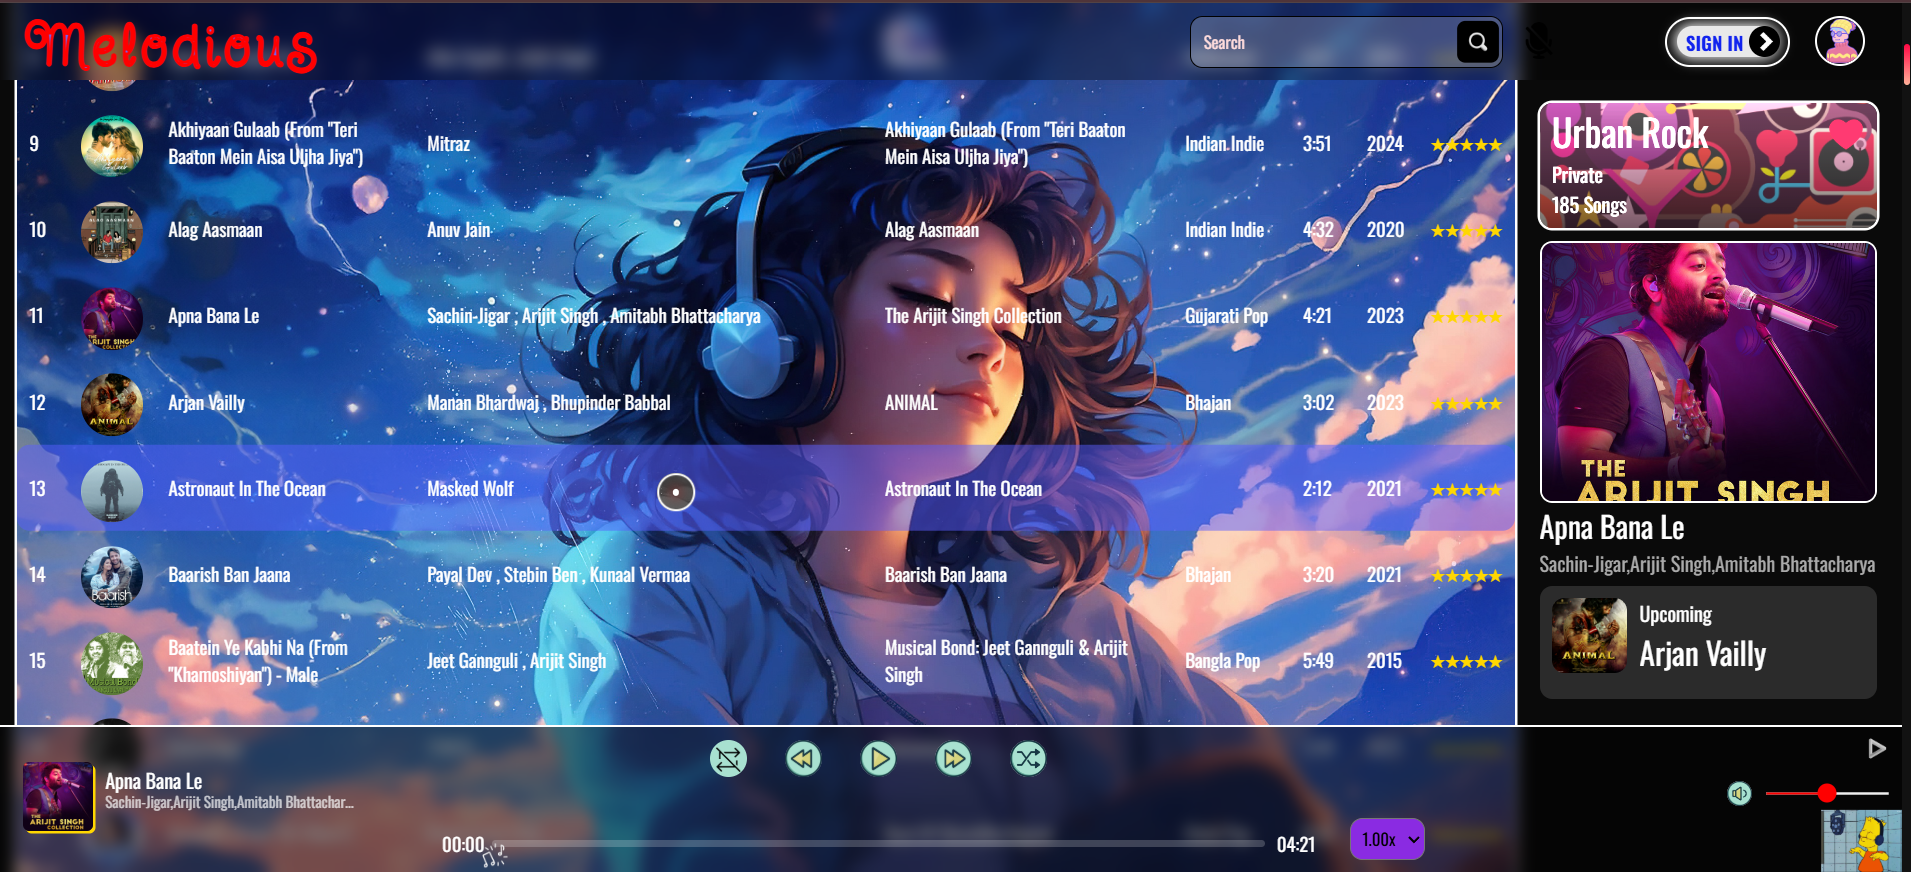 Melodious
Search
SIGN IN
9 Akhiyaan Gulaab (From "Teri Baaton Mein Aisa Uljha Jiya") Mitraz Akhiyaan Gulaab (From "Teri Baaton Mein Aisa Uljha Jiya") Indian Indie 3:51 2024 ★★★★★
10 Alag Aasmaan Anuv Jain Alag Aasmaan Indian Indie 4:32 2020 ★★★★★
11 Apna Bana Le Sachin-Jigar , Arijit Singh , Amitabh Bhattacharya The Arijit Singh Collection Gujarati Pop 4:21 2023 ★★★★★
12 Arjan Vailly Manan Bhardwaj , Bhupinder Babbal ANIMAL Bhajan 3:02 2023 ★★★★★
13 Astronaut In The Ocean Masked Wolf Astronaut In The Ocean 2:12 2021 ★★★★★
14 Baarish Ban Jaana Payal Dev , Stebin Ben , Kunaal Vermaa Baarish Ban Jaana Bhajan 3:20 2021 ★★★★★
15 Baatein Ye Kabhi Na (From "Khamoshiyan") - Male Jeet Gannguli , Arijit Singh Musical Bond: Jeet Gannguli & Arijit Singh Bangla Pop 5:49 2015 ★★★★★
Urban Rock
Private
185 Songs
THE
ARIJIT SINGH
Apna Bana Le
Sachin-Jigar,Arijit Singh,Amitabh Bhattacharya
ANIMAL
Upcoming
Arjan Vailly
THE
ARIJIT SINGH
COLLECTION
Apna Bana Le
Sachin-Jigar,Arijit Singh,Amitabh Bhattachar...
00:00
04:21
1.00x